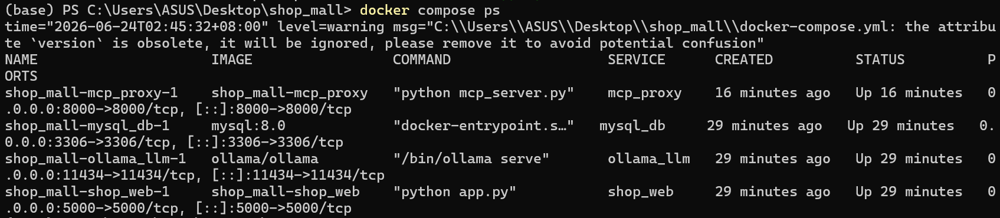 (base) PS C:\Users\ASUS\Desktop\shop_mall> docker compose ps
time="2026-06-24T02:45:32+08:00" level=warning msg="C:\\Users\\ASUS\\Desktop\\shop_mall\\docker-compose.yml: the attribu
te `version` is obsolete, it will be ignored, please remove it to avoid potential confusion"
NAME                     IMAGE                 COMMAND                   SERVICE      CREATED          STATUS          P
ORTS
shop_mall-mcp_proxy-1    shop_mall-mcp_proxy   "python mcp_server.py"    mcp_proxy    16 minutes ago   Up 16 minutes   0
.0.0.0:8000->8000/tcp, [::]:8000->8000/tcp
shop_mall-mysql_db-1     mysql:8.0             "docker-entrypoint.s…"   mysql_db     29 minutes ago   Up 29 minutes   0.
0.0.0:3306->3306/tcp, [::]:3306->3306/tcp
shop_mall-ollama_llm-1   ollama/ollama         "/bin/ollama serve"       ollama_llm   29 minutes ago   Up 29 minutes   0
.0.0.0:11434->11434/tcp, [::]:11434->11434/tcp
shop_mall-shop_web-1     shop_mall-shop_web    "python app.py"           shop_web     29 minutes ago   Up 29 minutes   0
.0.0.0:5000->5000/tcp, [::]:5000->5000/tcp